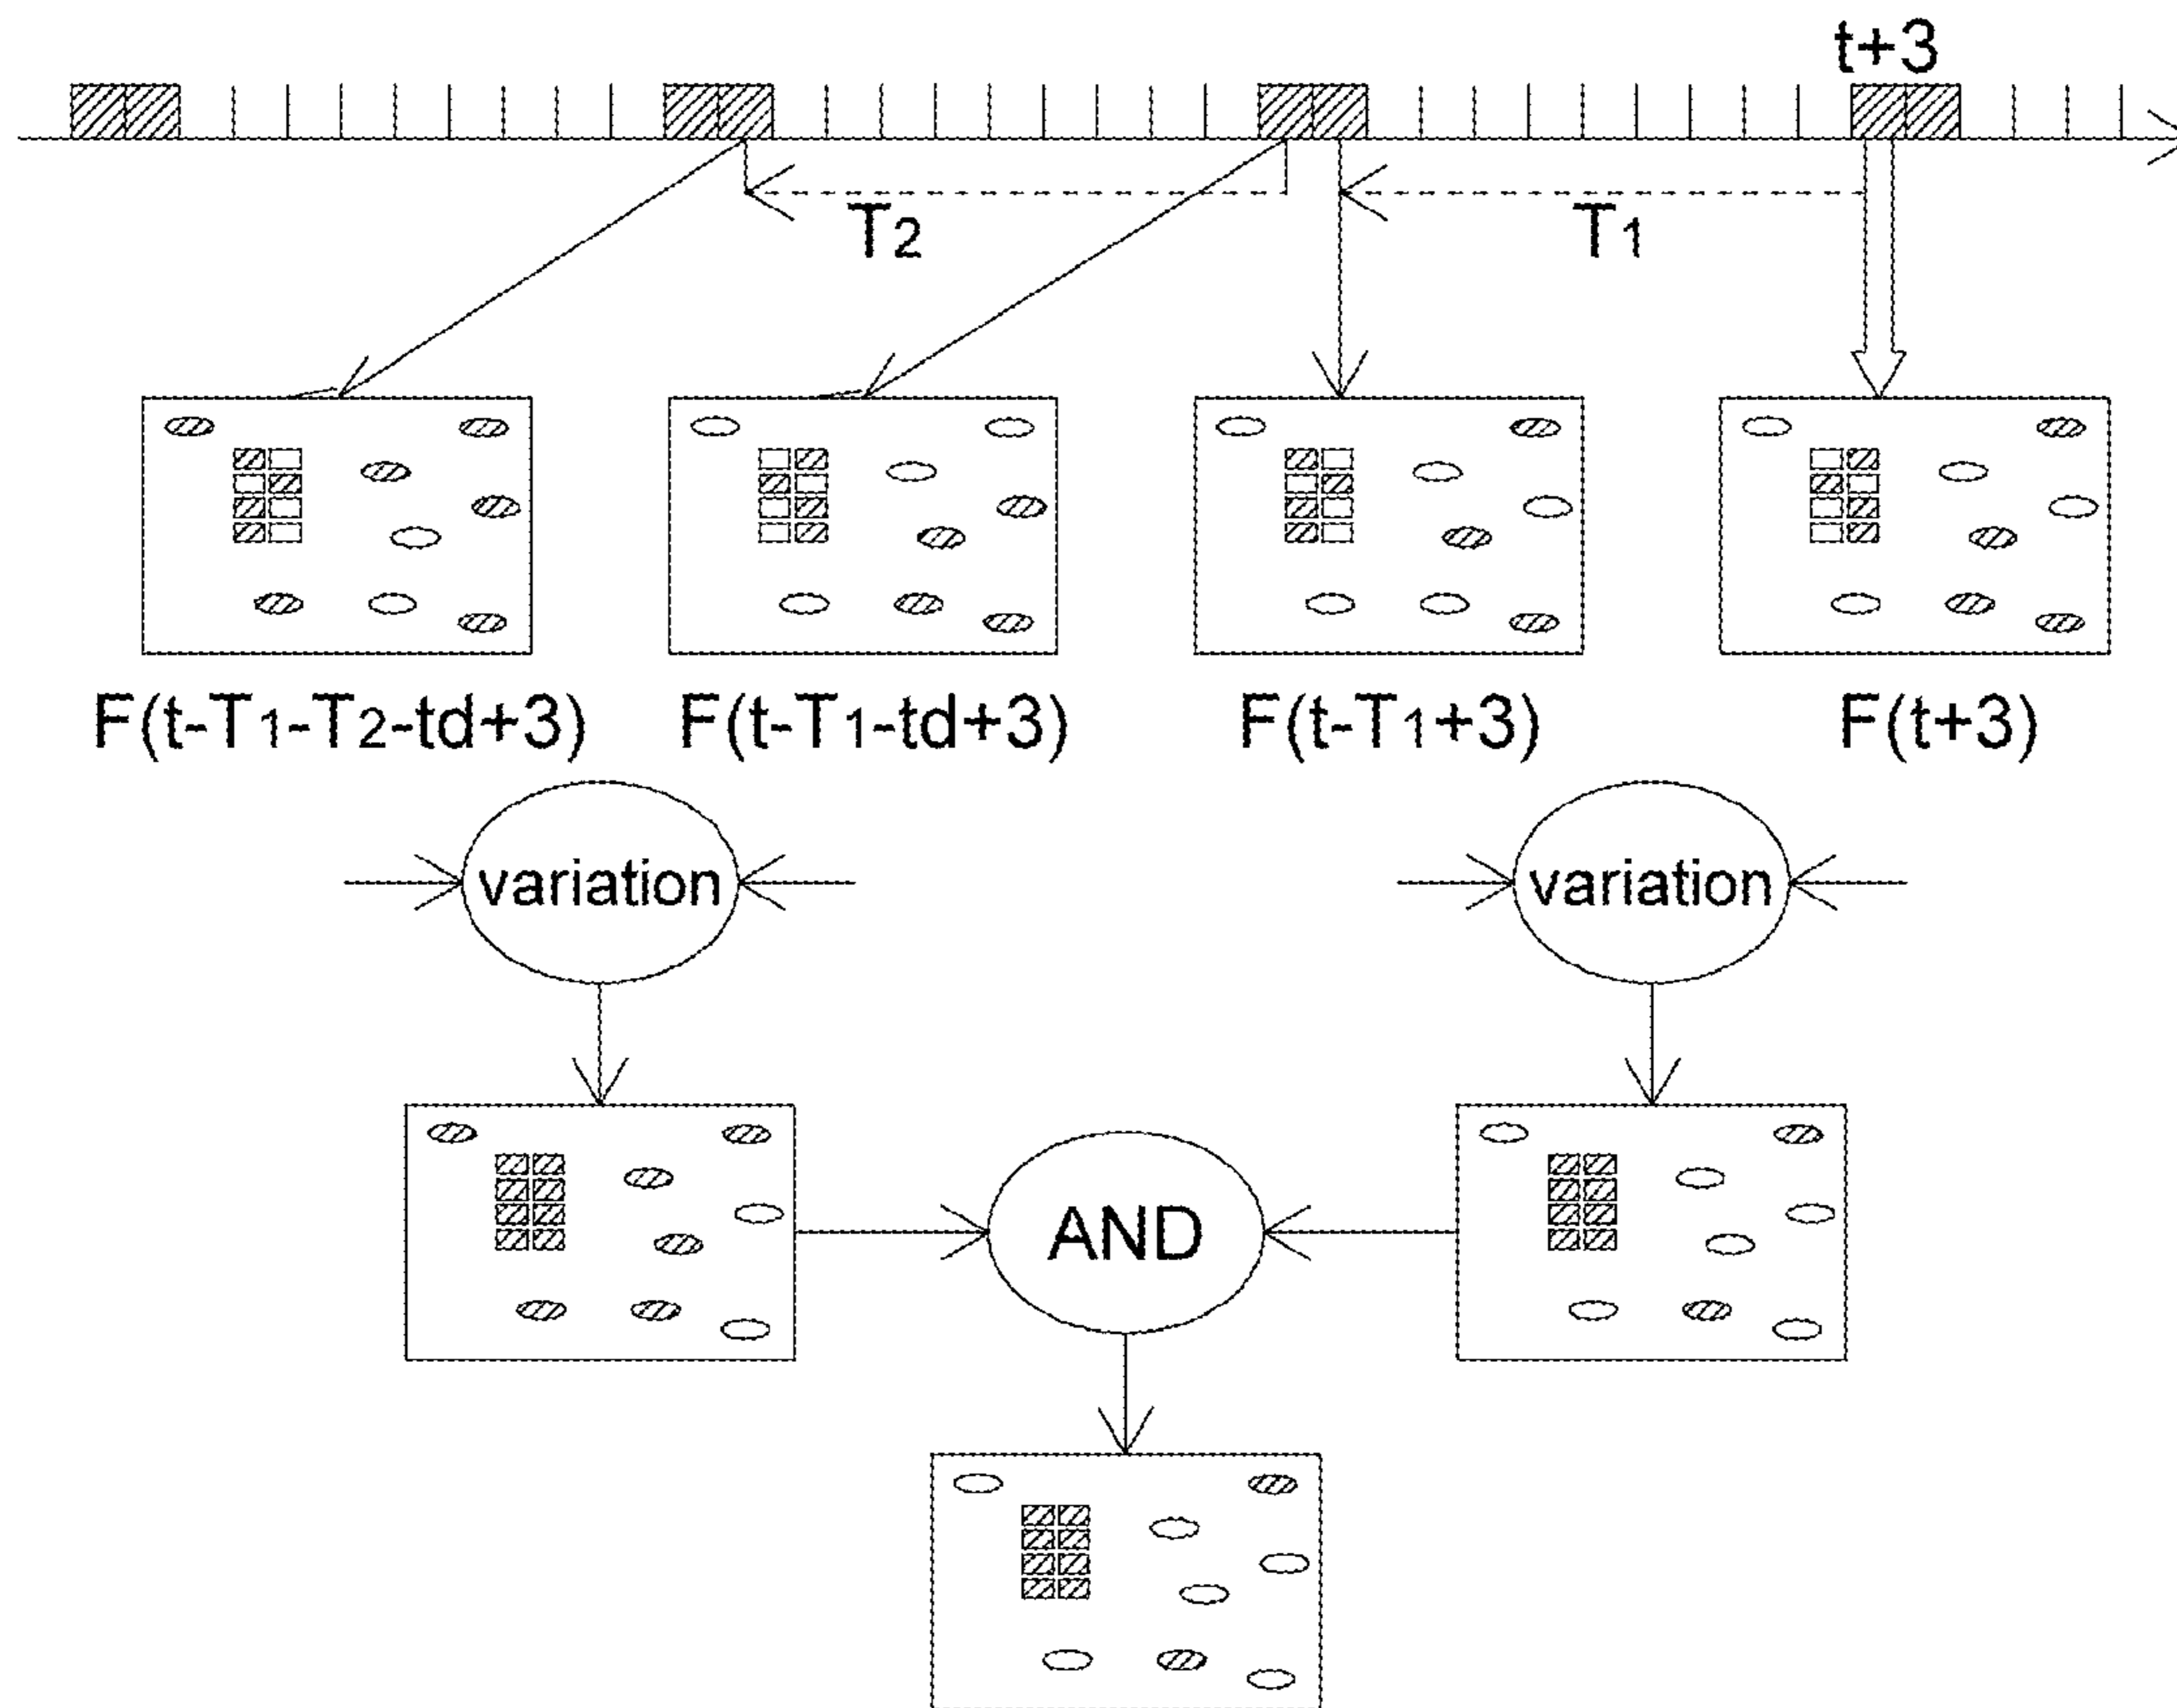 t+3
T2
T1
F(t-T1-T2-td+3)
F(t-T1-td+3)
F(t-T1+3)
F(t+3)
variation
variation
AND